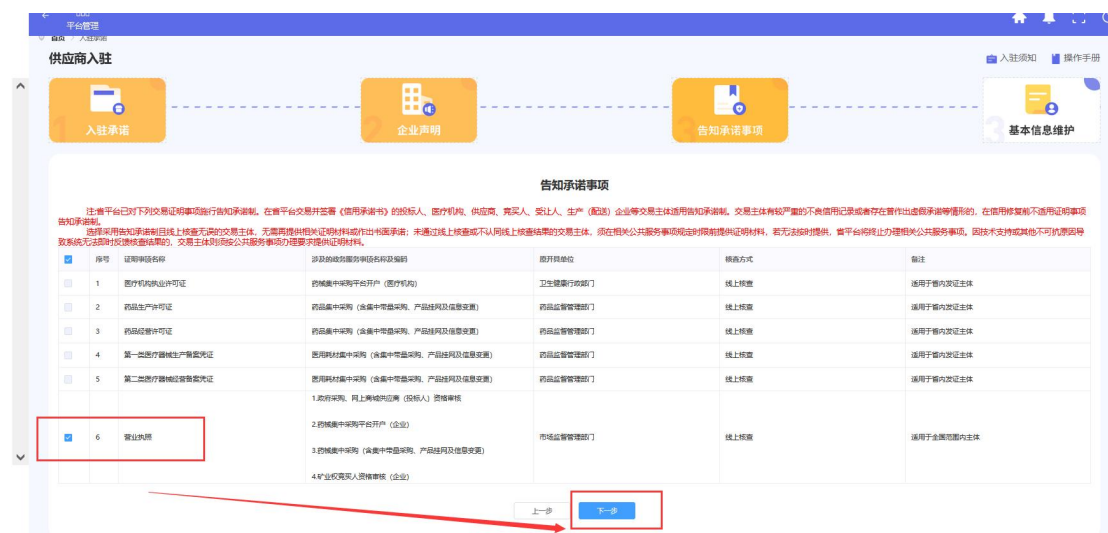 平台管理
首页 / 入驻承诺
供应商入驻
入驻须知 操作手册
1 入驻承诺
2 企业声明
3 告知承诺事项
3 基本信息维护
告知承诺事项
注:省平台已对下列交易证明事项施行告知承诺制。在省平台交易并签署《信用承诺书》的投标人、医疗机构、供应商、竞买人、受让人、生产（配送）企业等交易主体适用告知承诺制。交易主体有较严重的不良信用记录或者存在曾作出虚假承诺等情形的，在信用修复前不适用证明事项
告知承诺制。
选择采用告知承诺制且线上核查无误的交易主体，无需再提供相关证明材料或作出书面承诺；未通过线上核查或不认同线上核查结果的交易主体，须在相关公共服务事项规定时限前提供证明材料，若无法按时提供，省平台将终止办理相关公共服务事项。因技术支持或其他不可抗原因导
致系统无法即时反馈核查结果的，交易主体则须按公共服务事项办理要求提供证明材料。
序号 证明事项名称 涉及的政务服务事项名称及编码 原开具单位 核查方式 备注
1 医疗机构执业许可证 药械集中采购平台开户（医疗机构） 卫生健康行政部门 线上核查 适用于省内发证主体
2 药品生产许可证 药品集中采购（含集中带量采购、产品挂网及信息变更） 药品监督管理部门 线上核查 适用于省内发证主体
3 药品经营许可证 药品集中采购（含集中带量采购、产品挂网及信息变更） 药品监督管理部门 线上核查 适用于省内发证主体
4 第一类医疗器械生产备案凭证 医用耗材集中采购（含集中带量采购、产品挂网及信息变更） 药品监督管理部门 线上核查 适用于省内发证主体
5 第二类医疗器械经营备案凭证 医用耗材集中采购（含集中带量采购、产品挂网及信息变更） 药品监督管理部门 线上核查 适用于省内发证主体
1.政府采购、网上商城供应商（投标人）资格审核
2.药械集中采购平台开户（企业）
6 营业执照 市场监督管理部门 线上核查 适用于全国范围内主体
3.药械集中采购（含集中带量采购、产品挂网及信息变更）
4.矿业权竞买人资格审核（企业）
上一步 下一步